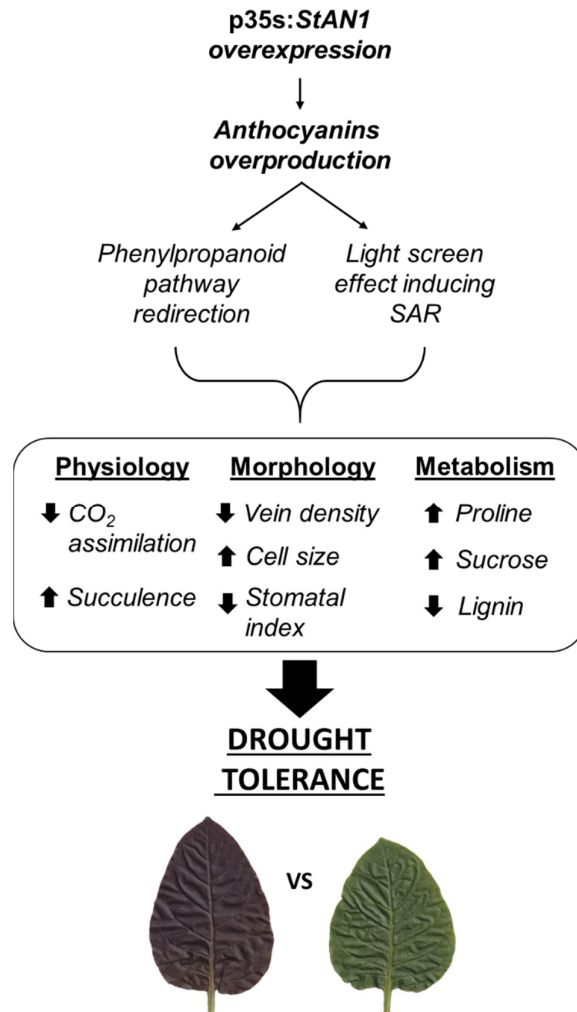 p35s:StAN1
overexpression
Anthocyanins
overproduction
Phenylpropanoid
pathway
redirection
Light screen
effect inducing
SAR
Physiology
CO₂
assimilation
Succulence
Morphology
Vein density
Cell size
Stomatal
index
Metabolism
Proline
Sucrose
Lignin
DROUGHT
TOLERANCE
VS